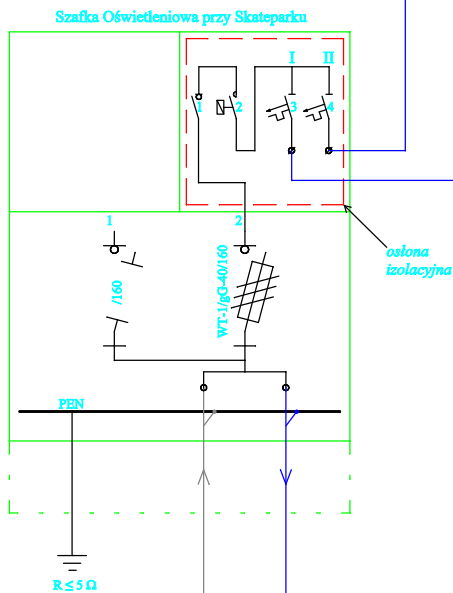 Szafka Oświetleniowa przy Skateparku
I II
1 2 3 4
1 2
osłona
izolacyjna
/160
WT-1/gG-40/160
PEN
R ≤ 5 Ω